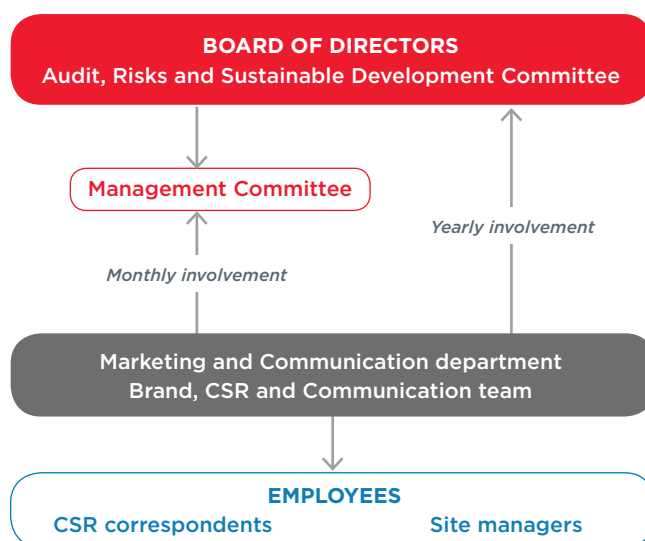 BOARD OF DIRECTORS
Audit, Risks and Sustainable Development Committee
Management Committee
Yearly involvement
Monthly involvement
Marketing and Communication department
Brand, CSR and Communication team
EMPLOYEES
CSR correspondents
Site managers